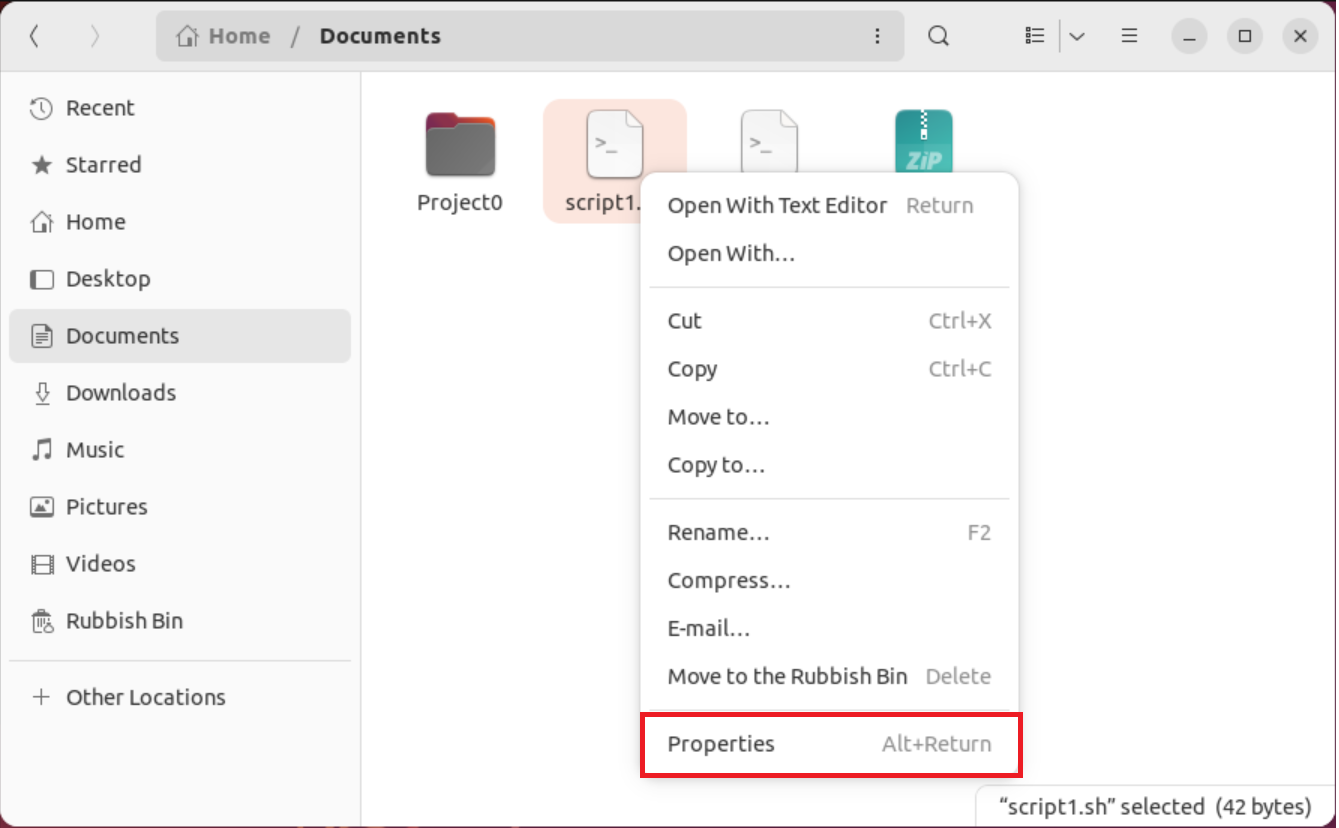 Home / Documents
Recent
Starred
Home
Desktop
Documents
Downloads
Music
Pictures
Videos
Rubbish Bin
+ Other Locations
>_
>_
ZiP
Project0
script1.
Open With Text Editor Return
Open With...
Cut Ctrl+X
Copy Ctrl+C
Move to...
Copy to...
Rename... F2
Compress...
E-mail...
Move to the Rubbish Bin Delete
Properties Alt+Return
“script1.sh” selected (42 bytes)